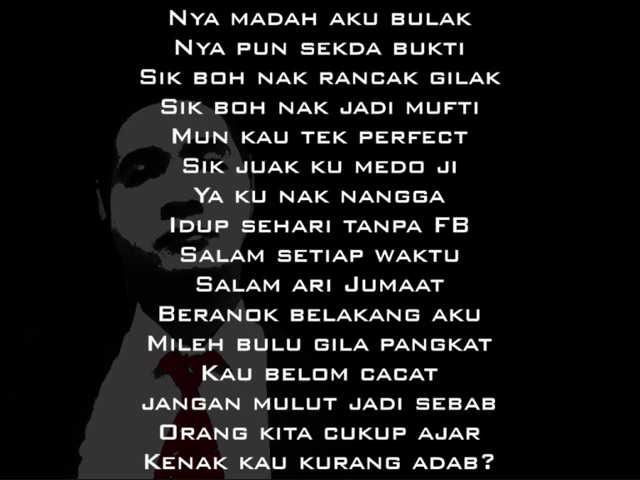 Nya madah aku bulak
Nya pun sekda bukti
Sik boh nak rancak gilak
Sik boh nak jadi mufti
Mun kau tek perfect
Sik juak ku medo ji
Ya ku nak nangga
Idup sehari tanpa FB
Salam setiap waktu
Salam ari Jumaat
Beranok belakang aku
Mileh bulu gila pangkat
Kau belom cacat
jangan mulut jadi sebab
Orang kita cukup ajar
Kenak kau kurang adab?